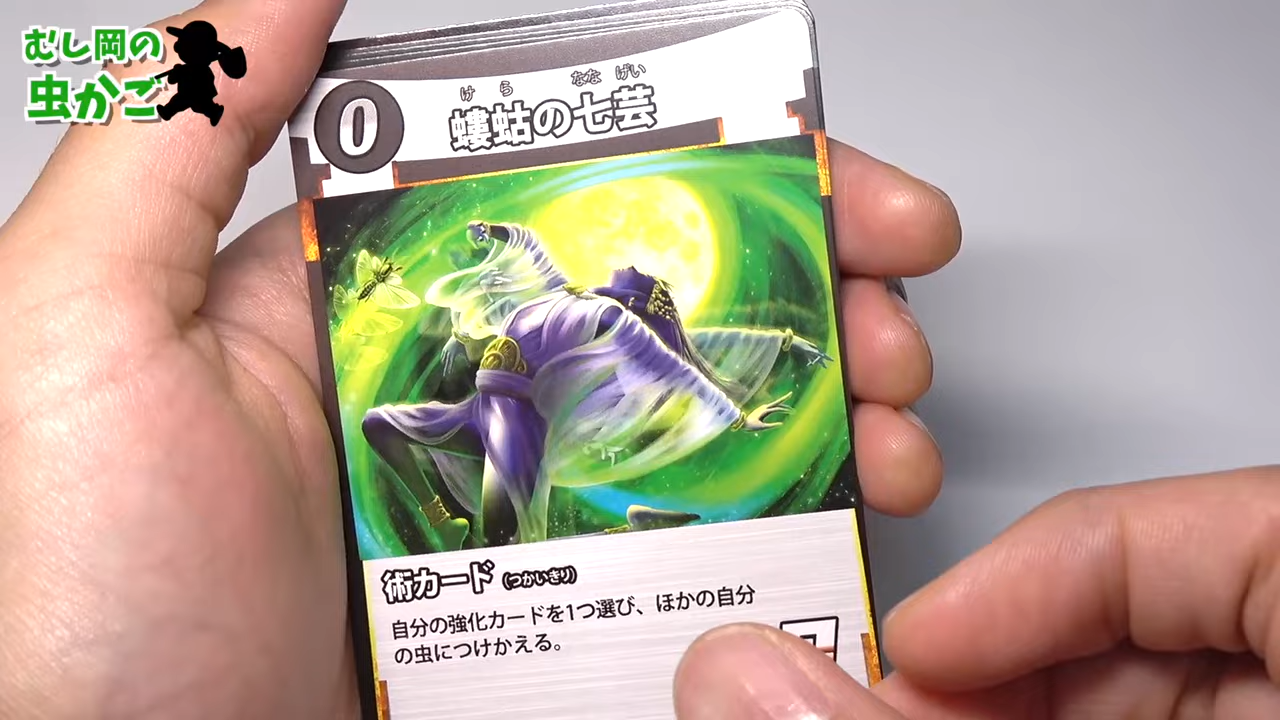 むし岡の
虫かご
0
けら なな げい
螻蛄の七芸
術カード (つかいきり)
自分の強化カードを1つ選び、ほかの自分
の虫につけかえる。